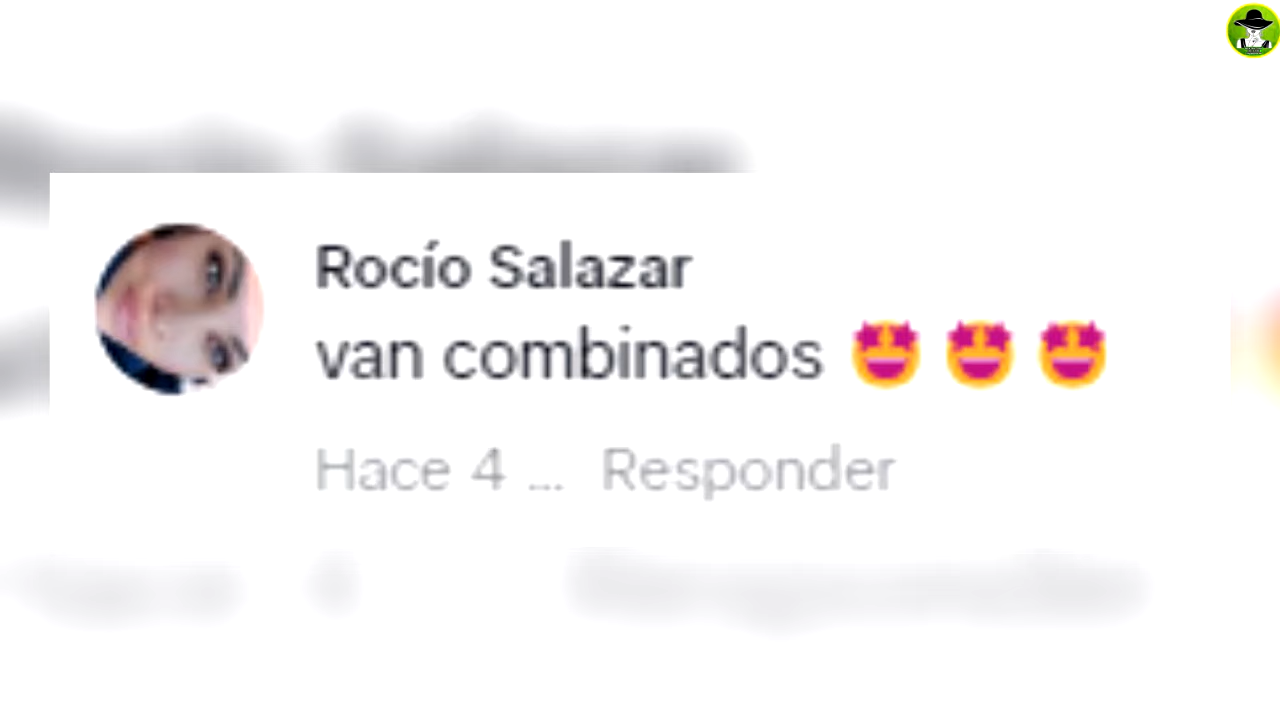 Rocío Salazar
van combinados 🤩 🤩 🤩
Hace 4 ... Responder